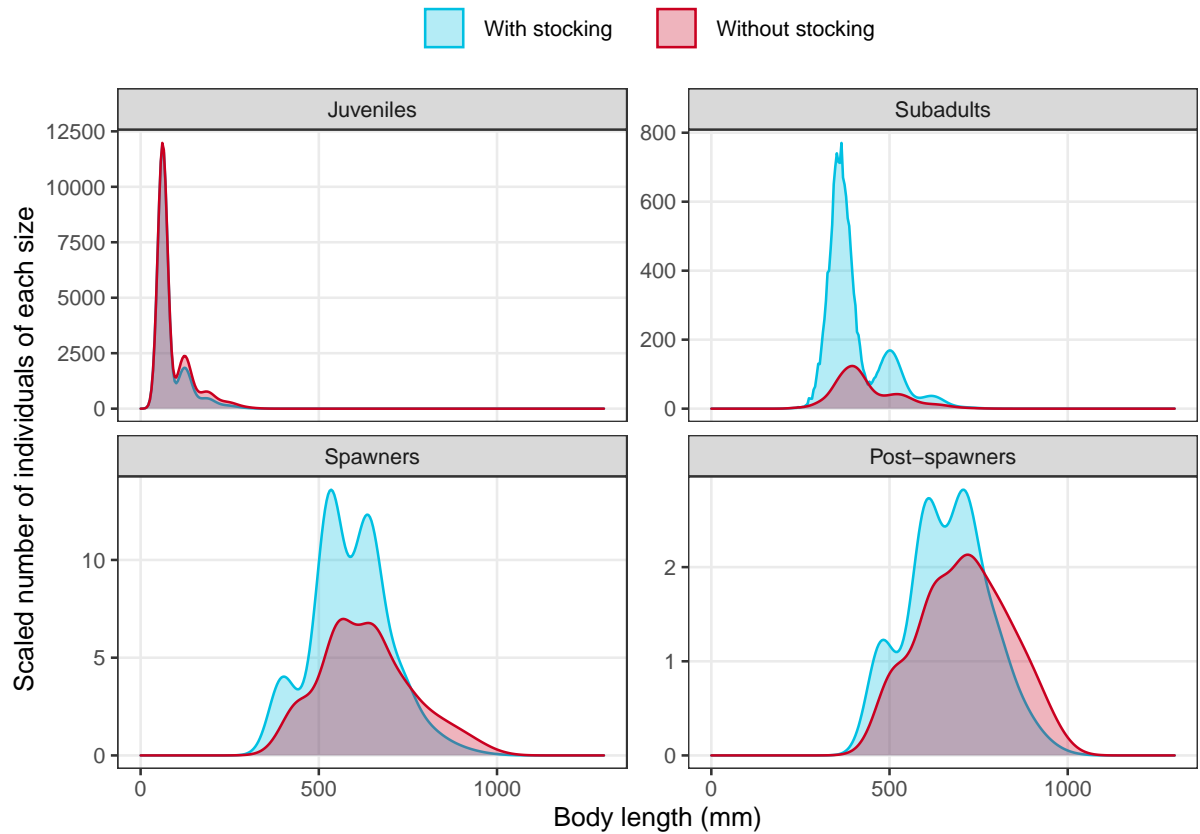 With stocking
Without stocking
Juveniles
Subadults
12500
10000
7500
5000
2500
0
800
600
400
200
0
Spawners
Post−spawners
10
5
0
2
1
0
0
500
1000
0
500
1000
Body length (mm)
Scaled number of individuals of each size